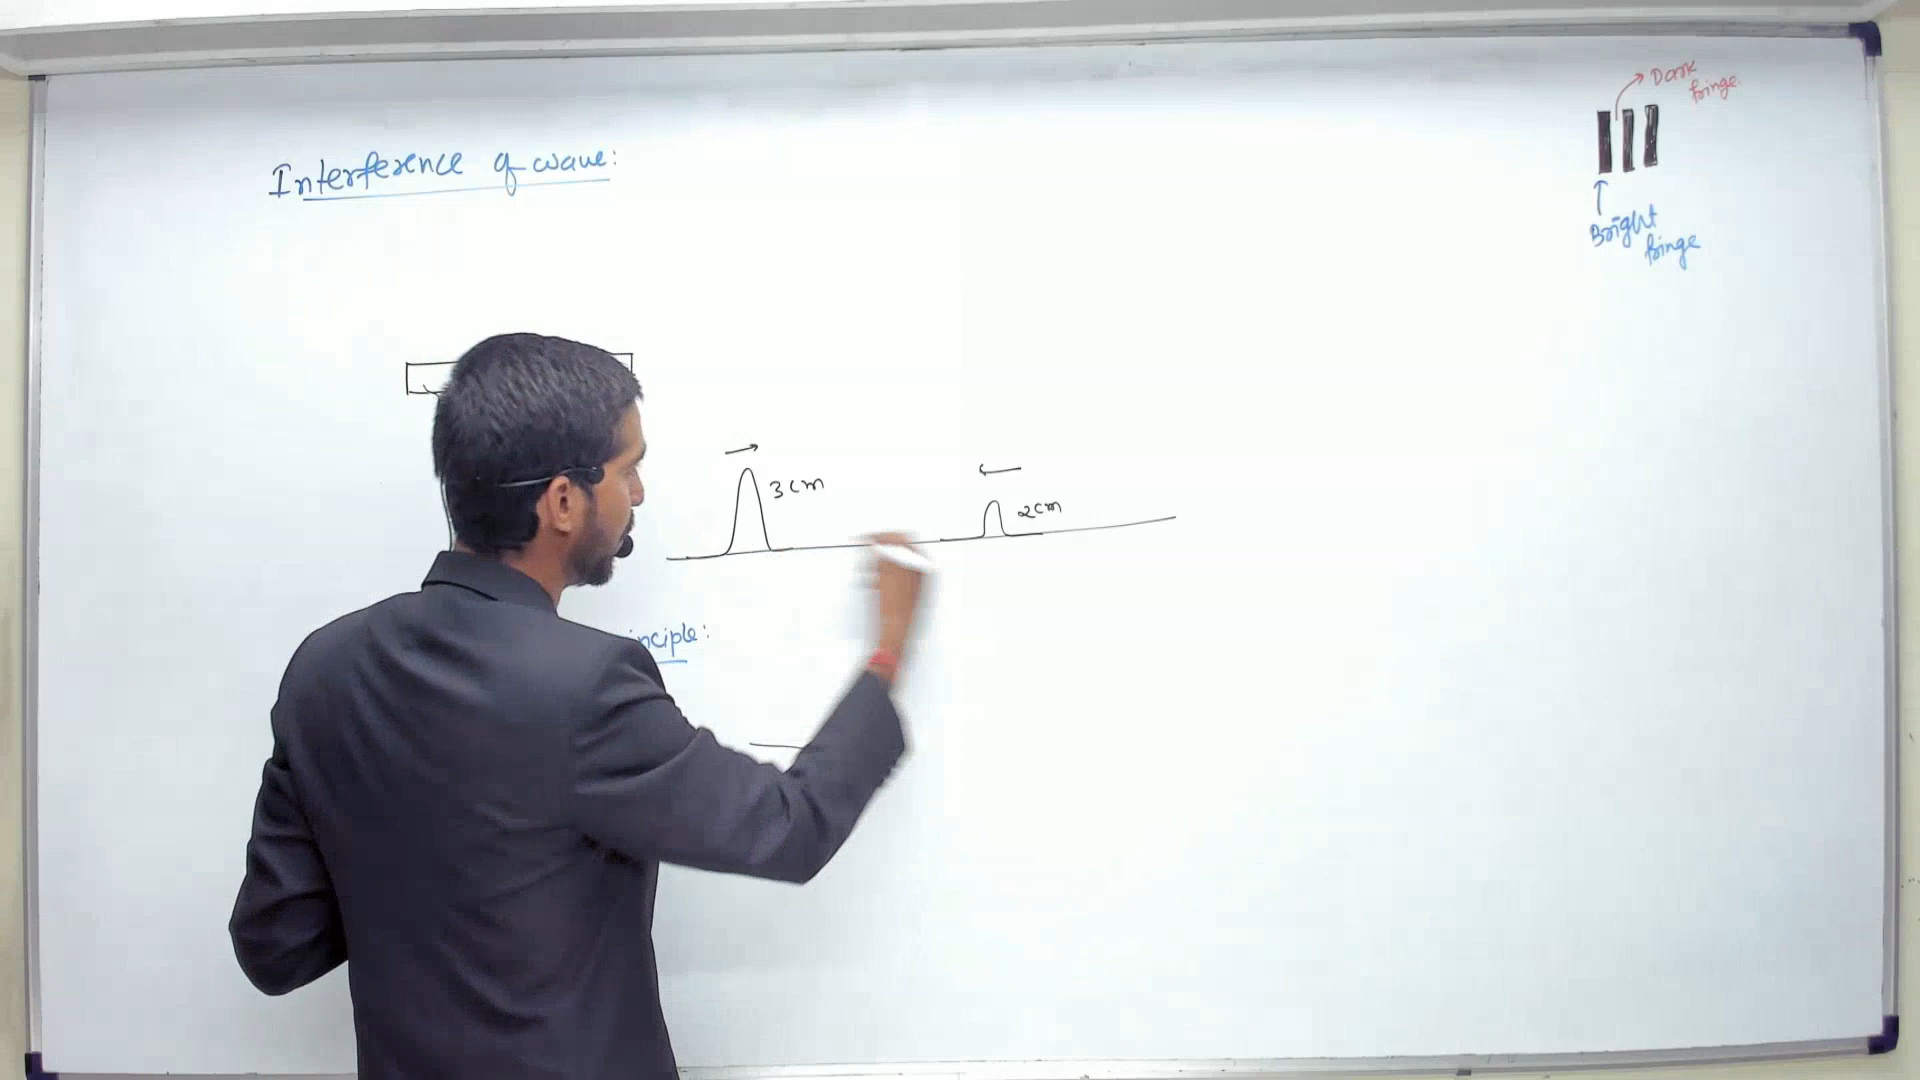 Interference of wave:
Dark
fringe.
Bright
fringe
3cm
2cm
inciple: